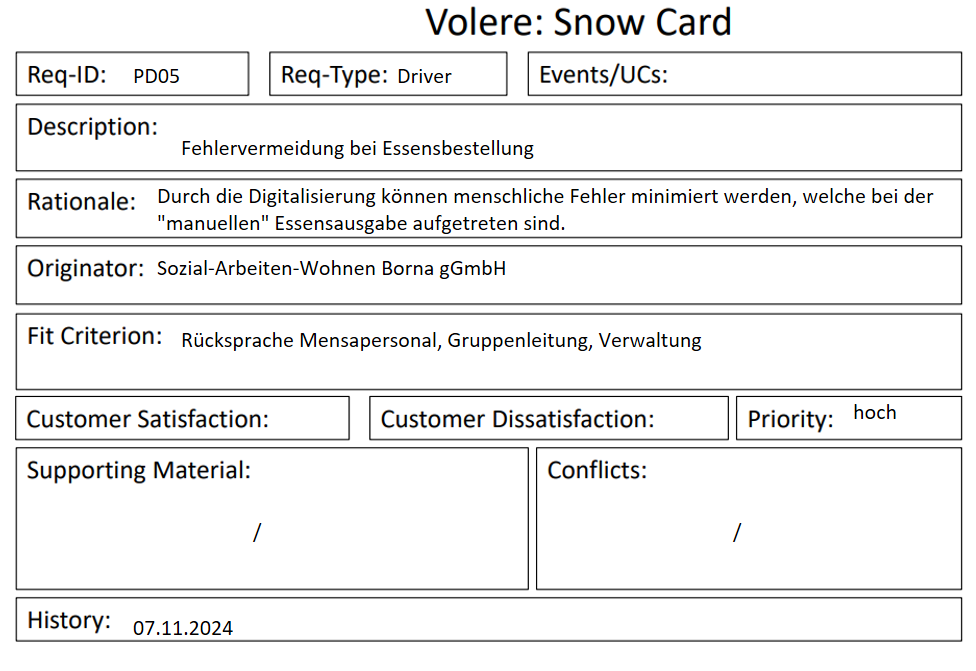 Volere: Snow Card
Req-ID: PD05
Req-Type: Driver
Events/UCs:
Description:
Fehlervermeidung bei Essensbestellung
Rationale: Durch die Digitalisierung können menschliche Fehler minimiert werden, welche bei der
"manuellen" Essensausgabe aufgetreten sind.
Originator: Sozial-Arbeiten-Wohnen Borna gGmbH
Fit Criterion: Rücksprache Mensapersonal, Gruppenleitung, Verwaltung
Customer Satisfaction:
Customer Dissatisfaction:
Priority: hoch
Supporting Material:
/
Conflicts:
/
History: 07.11.2024